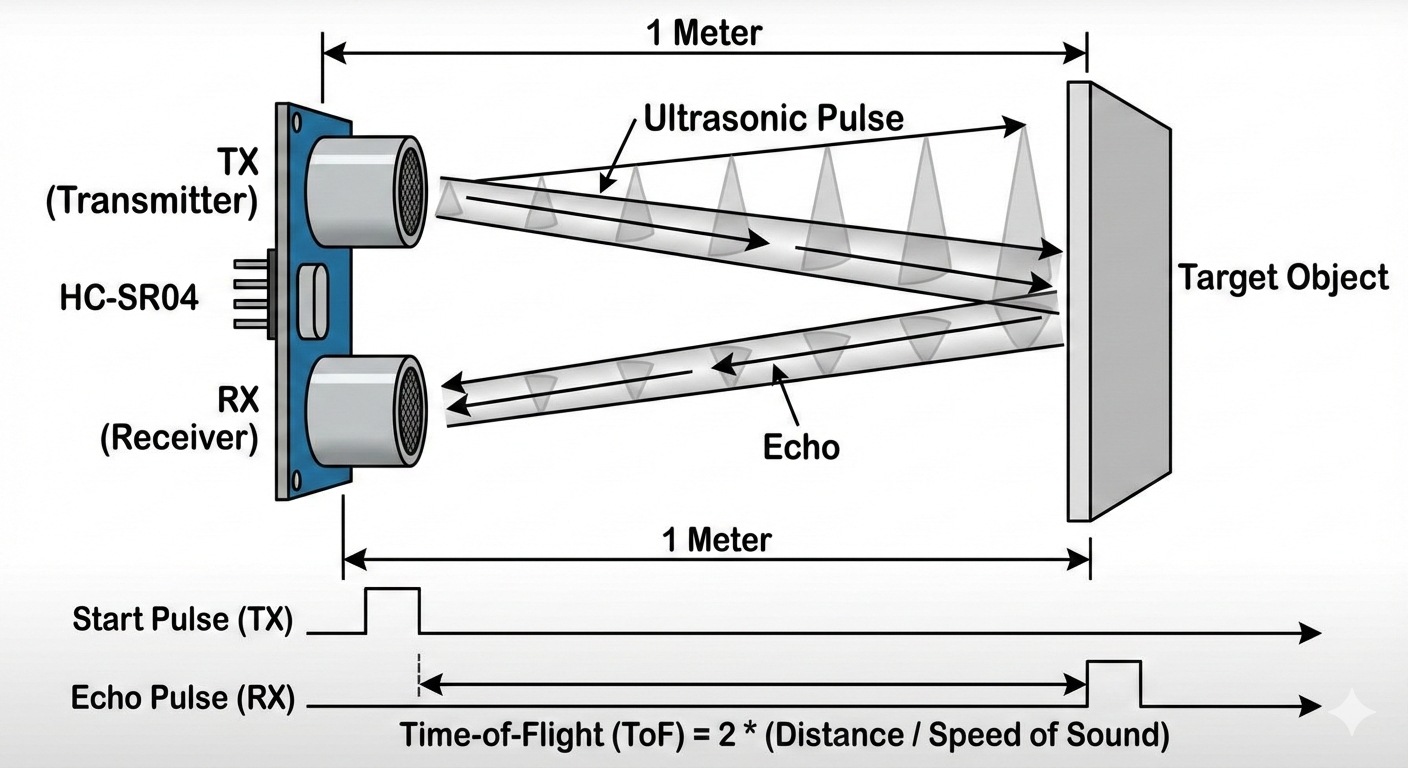 1 Meter
Ultrasonic Pulse
TX
(Transmitter)
HC-SR04
Target Object
RX
(Receiver)
Echo
1 Meter
Start Pulse (TX)
Echo Pulse (RX)
Time-of-Flight (ToF) = 2 * (Distance / Speed of Sound)